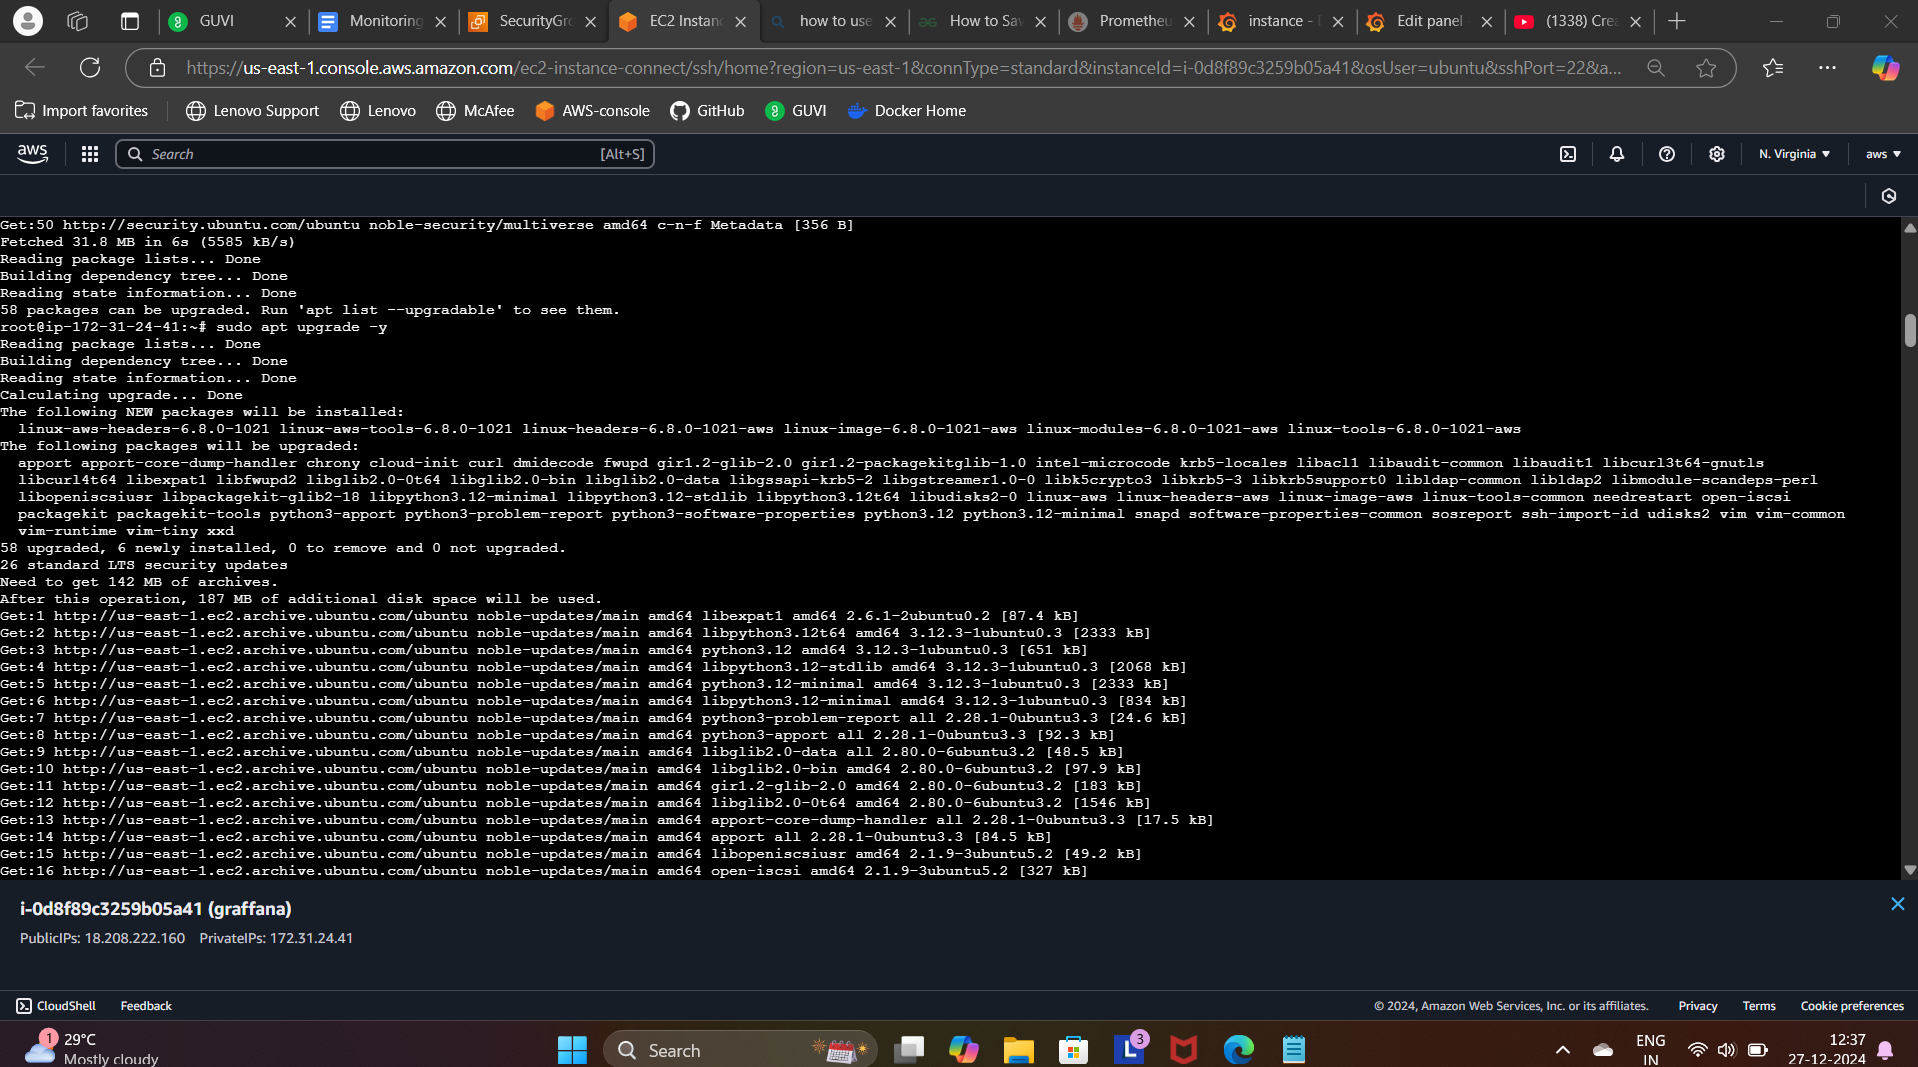 GUVI
Monitoring
SecurityGro
EC2 Instanc
how to use
How to Sav
Prometheu
instance -
Edit panel
(1338) Crea
https://us-east-1.console.aws.amazon.com/ec2-instance-connect/ssh/home?region=us-east-1&connType=standard&instanceId=i-0d8f89c3259b05a41&osUser=ubuntu&sshPort=22&a...
Import favorites
Lenovo Support
Lenovo
McAfee
AWS-console
GitHub
GUVI
Docker Home
aws
Search
[Alt+S]
N. Virginia
aws
Get:50 http://security.ubuntu.com/ubuntu noble-security/multiverse amd64 c-n-f Metadata [356 B]
Fetched 31.8 MB in 6s (5585 kB/s)
Reading package lists... Done
Building dependency tree... Done
Reading state information... Done
58 packages can be upgraded. Run 'apt list --upgradable' to see them.
root@ip-172-31-24-41:~# sudo apt upgrade -y
Reading package lists... Done
Building dependency tree... Done
Reading state information... Done
Calculating upgrade... Done
The following NEW packages will be installed:
linux-aws-headers-6.8.0-1021 linux-aws-tools-6.8.0-1021 linux-headers-6.8.0-1021-aws linux-image-6.8.0-1021-aws linux-modules-6.8.0-1021-aws linux-tools-6.8.0-1021-aws
The following packages will be upgraded:
apport apport-core-dump-handler chrony cloud-init curl dmidecode fwupd gir1.2-glib-2.0 gir1.2-packagekitglib-1.0 intel-microcode krb5-locales libacl1 libaudit-common libaudit1 libcurl3t64-gnutls
libcurl4t64 libexpat1 libfwupd2 libglib2.0-0t64 libglib2.0-bin libglib2.0-data libgssapi-krb5-2 libgstreamer1.0-0 libk5crypto3 libkrb5-3 libkrb5support0 libldap-common libldap2 libmodule-scandeps-perl
libopeniscsiusr libpackagekit-glib2-18 libpython3.12-minimal libpython3.12-stdlib libpython3.12t64 libudisks2-0 linux-aws linux-headers-aws linux-image-aws linux-tools-common needrestart open-iscsi
packagekit packagekit-tools python3-apport python3-problem-report python3-software-properties python3.12 python3.12-minimal snapd software-properties-common sosreport ssh-import-id udisks2 vim vim-common
vim-runtime vim-tiny xxd
58 upgraded, 6 newly installed, 0 to remove and 0 not upgraded.
26 standard LTS security updates
Need to get 142 MB of archives.
After this operation, 187 MB of additional disk space will be used.
Get:1 http://us-east-1.ec2.archive.ubuntu.com/ubuntu noble-updates/main amd64 libexpat1 amd64 2.6.1-2ubuntu0.2 [87.4 kB]
Get:2 http://us-east-1.ec2.archive.ubuntu.com/ubuntu noble-updates/main amd64 libpython3.12t64 amd64 3.12.3-1ubuntu0.3 [2333 kB]
Get:3 http://us-east-1.ec2.archive.ubuntu.com/ubuntu noble-updates/main amd64 python3.12 amd64 3.12.3-1ubuntu0.3 [651 kB]
Get:4 http://us-east-1.ec2.archive.ubuntu.com/ubuntu noble-updates/main amd64 libpython3.12-stdlib amd64 3.12.3-1ubuntu0.3 [2068 kB]
Get:5 http://us-east-1.ec2.archive.ubuntu.com/ubuntu noble-updates/main amd64 python3.12-minimal amd64 3.12.3-1ubuntu0.3 [2333 kB]
Get:6 http://us-east-1.ec2.archive.ubuntu.com/ubuntu noble-updates/main amd64 libpython3.12-minimal amd64 3.12.3-1ubuntu0.3 [834 kB]
Get:7 http://us-east-1.ec2.archive.ubuntu.com/ubuntu noble-updates/main amd64 python3-problem-report all 2.28.1-0ubuntu3.3 [24.6 kB]
Get:8 http://us-east-1.ec2.archive.ubuntu.com/ubuntu noble-updates/main amd64 python3-apport all 2.28.1-0ubuntu3.3 [92.3 kB]
Get:9 http://us-east-1.ec2.archive.ubuntu.com/ubuntu noble-updates/main amd64 libglib2.0-data all 2.80.0-6ubuntu3.2 [48.5 kB]
Get:10 http://us-east-1.ec2.archive.ubuntu.com/ubuntu noble-updates/main amd64 libglib2.0-bin amd64 2.80.0-6ubuntu3.2 [97.9 kB]
Get:11 http://us-east-1.ec2.archive.ubuntu.com/ubuntu noble-updates/main amd64 gir1.2-glib-2.0 amd64 2.80.0-6ubuntu3.2 [183 kB]
Get:12 http://us-east-1.ec2.archive.ubuntu.com/ubuntu noble-updates/main amd64 libglib2.0-0t64 amd64 2.80.0-6ubuntu3.2 [1546 kB]
Get:13 http://us-east-1.ec2.archive.ubuntu.com/ubuntu noble-updates/main amd64 apport-core-dump-handler all 2.28.1-0ubuntu3.3 [17.5 kB]
Get:14 http://us-east-1.ec2.archive.ubuntu.com/ubuntu noble-updates/main amd64 apport all 2.28.1-0ubuntu3.3 [84.5 kB]
Get:15 http://us-east-1.ec2.archive.ubuntu.com/ubuntu noble-updates/main amd64 libopeniscsiusr amd64 2.1.9-3ubuntu5.2 [49.2 kB]
Get:16 http://us-east-1.ec2.archive.ubuntu.com/ubuntu noble-updates/main amd64 open-iscsi amd64 2.1.9-3ubuntu5.2 [327 kB]
i-0d8f89c3259b05a41 (graffana)
PublicIPs: 18.208.222.160 PrivateIPs: 172.31.24.41
CloudShell
Feedback
© 2024, Amazon Web Services, Inc. or its affiliates.
Privacy
Terms
Cookie preferences
1
29°C
Mostly cloudy
Search
L
3
ENG
IN
12:37
27-12-2024